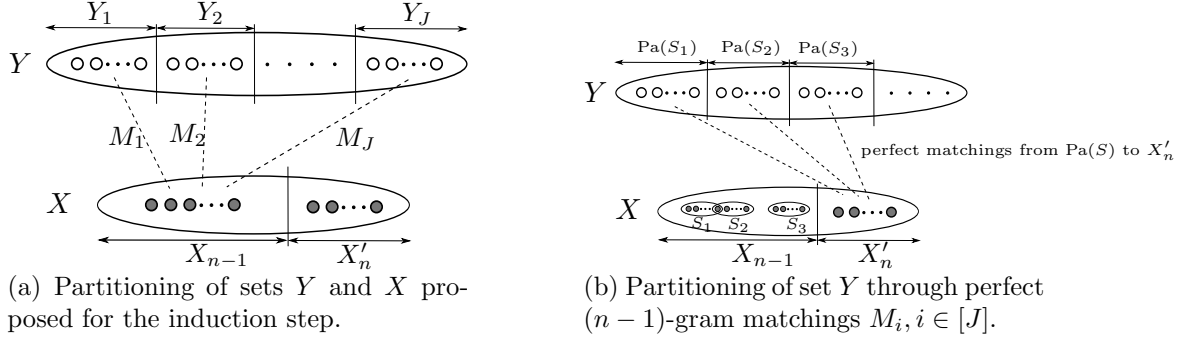 Y_1 Y_2 Y_J
Y
M_1 M_2 M_J
X
X_{n-1} X'_n
(a) Partitioning of sets Y and X pro-
posed for the induction step.
Pa(S_1) Pa(S_2) Pa(S_3)
Y
perfect matchings from Pa(S) to X'_n
X
S_1 S_2 S_3
X_{n-1} X'_n
(b) Partitioning of set Y through perfect
(n − 1)-gram matchings M_i, i ∈ [J].